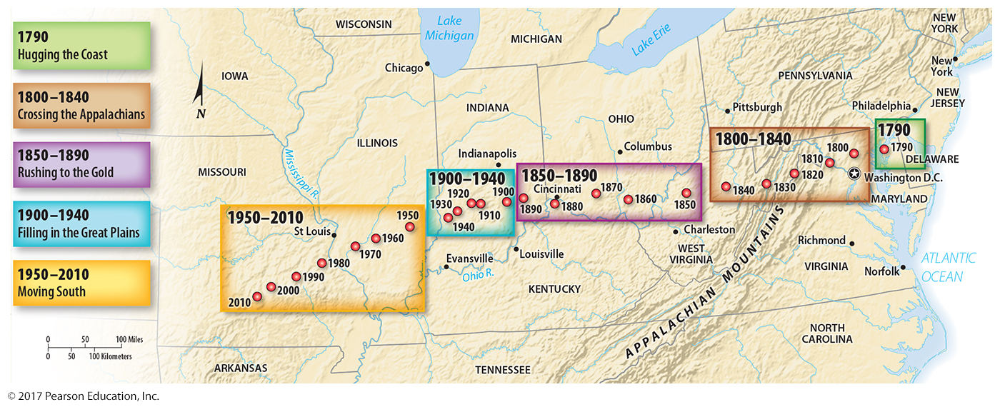 1790
Hugging the Coast
1800–1840
Crossing the Appalachians
1850–1890
Rushing to the Gold
1900–1940
Filling in the Great Plains
1950–2010
Moving South
0 50 100 Miles
0 50 100 Kilometers
N
WISCONSIN
Lake
Michigan
MICHIGAN
Lake Erie
NEW
YORK
IOWA
Chicago
PENNSYLVANIA
New
York
NEW
JERSEY
Philadelphia
Pittsburgh
INDIANA
OHIO
ILLINOIS
Columbus
Indianapolis
MISSOURI
Mississippi R.
1790
1790
DELAWARE
1800–1840
1800
1810
1820
1830
1840
Washington D.C.
MARYLAND
1850–1890
Cincinnati
1850
1860
1870
1880
1890
1900–1940
1900
1910
1920
1930
1940
1950–2010
1950
1960
1970
1980
1990
2000
2010
St Louis
Evansville
Ohio R.
Louisville
Charleston
WEST
VIRGINIA
Richmond
VIRGINIA
Norfolk
ATLANTIC
OCEAN
KENTUCKY
APPALACHIAN MOUNTAINS
NORTH
CAROLINA
ARKANSAS
TENNESSEE
© 2017 Pearson Education, Inc.